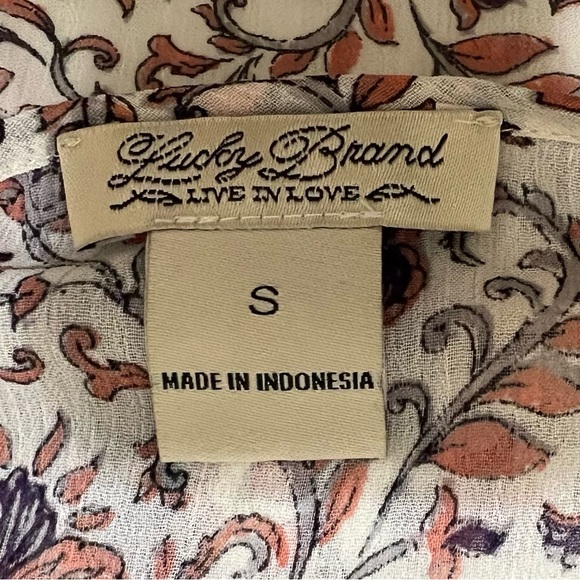 Lucky Brand
LIVE IN LOVE
S
MADE IN INDONESIA